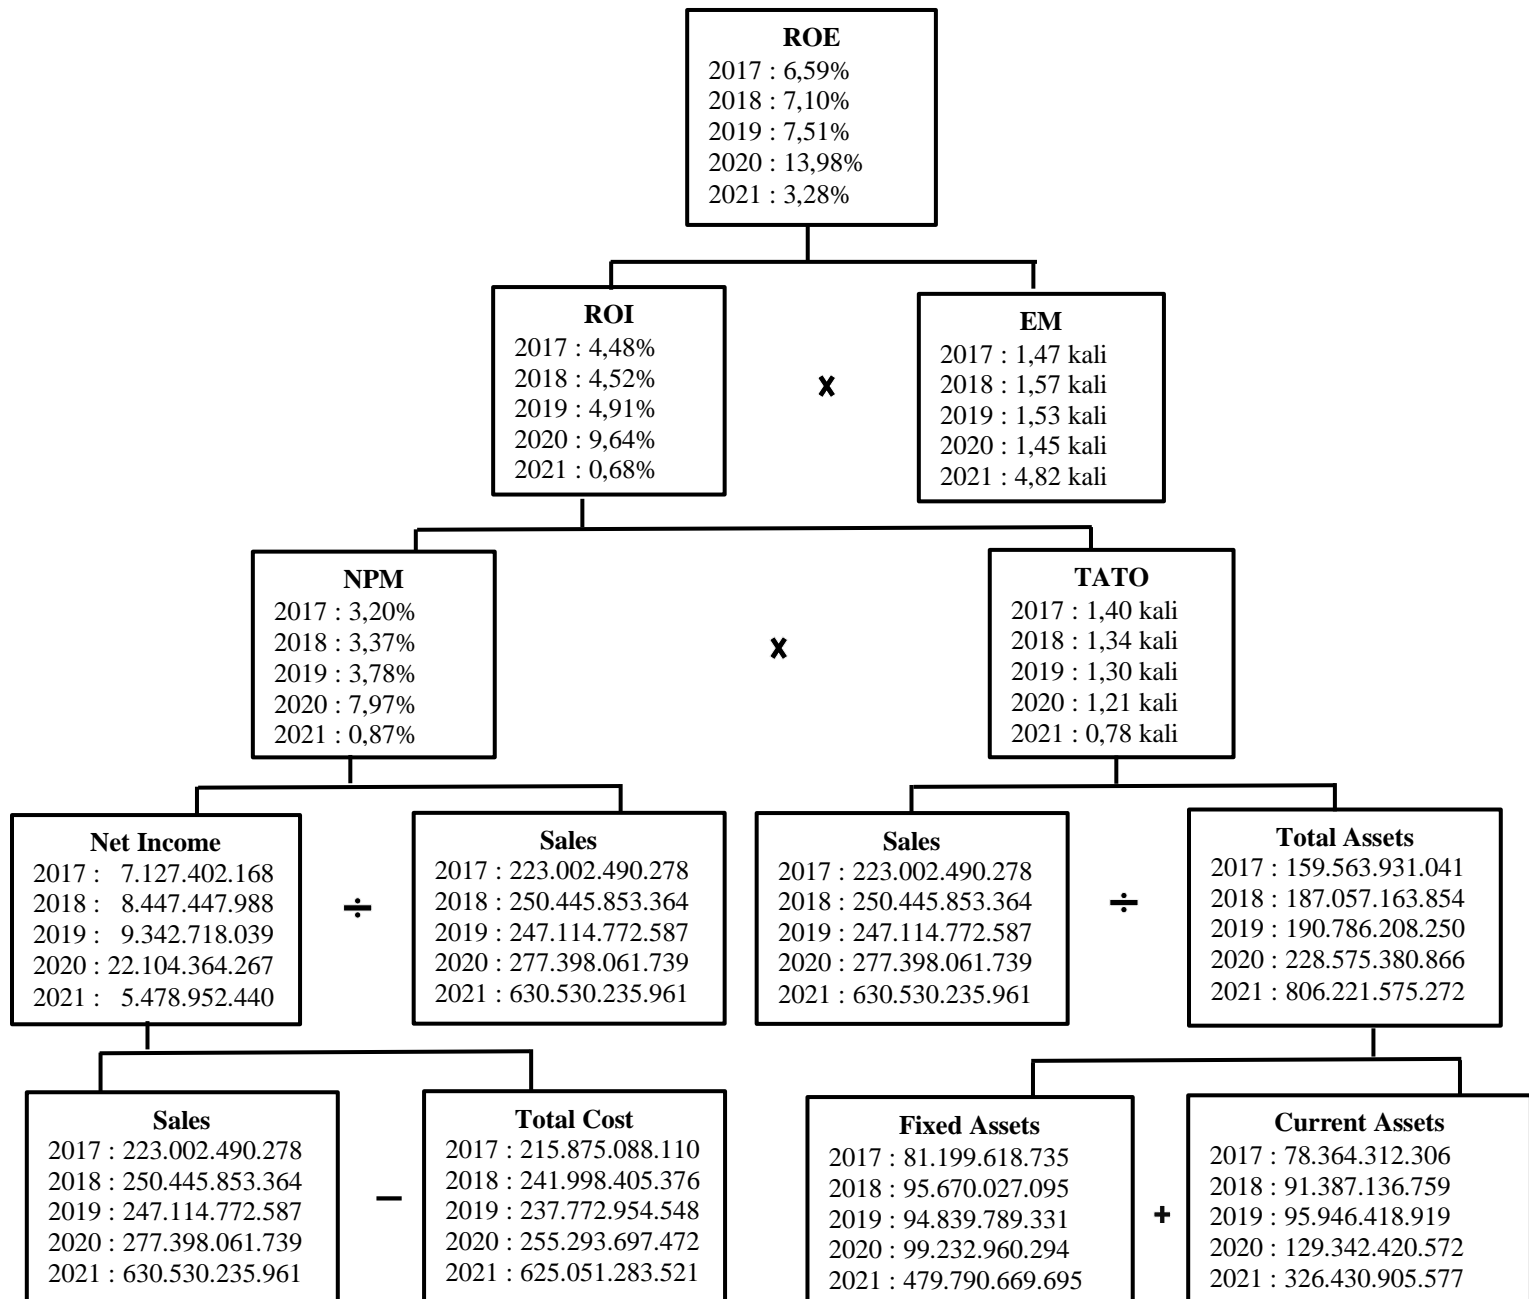 ROE
2017 : 6,59%
2018 : 7,10%
2019 : 7,51%
2020 : 13,98%
2021 : 3,28%
ROI
2017 : 4,48%
2018 : 4,52%
2019 : 4,91%
2020 : 9,64%
2021 : 0,68%
x
EM
2017 : 1,47 kali
2018 : 1,57 kali
2019 : 1,53 kali
2020 : 1,45 kali
2021 : 4,82 kali
NPM
2017 : 3,20%
2018 : 3,37%
2019 : 3,78%
2020 : 7,97%
2021 : 0,87%
x
TATO
2017 : 1,40 kali
2018 : 1,34 kali
2019 : 1,30 kali
2020 : 1,21 kali
2021 : 0,78 kali
Net Income
2017 : 7.127.402.168
2018 : 8.447.447.988
2019 : 9.342.718.039
2020 : 22.104.364.267
2021 : 5.478.952.440
÷
Sales
2017 : 223.002.490.278
2018 : 250.445.853.364
2019 : 247.114.772.587
2020 : 277.398.061.739
2021 : 630.530.235.961
Sales
2017 : 223.002.490.278
2018 : 250.445.853.364
2019 : 247.114.772.587
2020 : 277.398.061.739
2021 : 630.530.235.961
÷
Total Assets
2017 : 159.563.931.041
2018 : 187.057.163.854
2019 : 190.786.208.250
2020 : 228.575.380.866
2021 : 806.221.575.272
Sales
2017 : 223.002.490.278
2018 : 250.445.853.364
2019 : 247.114.772.587
2020 : 277.398.061.739
2021 : 630.530.235.961
–
Total Cost
2017 : 215.875.088.110
2018 : 241.998.405.376
2019 : 237.772.954.548
2020 : 255.293.697.472
2021 : 625.051.283.521
Fixed Assets
2017 : 81.199.618.735
2018 : 95.670.027.095
2019 : 94.839.789.331
2020 : 99.232.960.294
2021 : 479.790.669.695
+
Current Assets
2017 : 78.364.312.306
2018 : 91.387.136.759
2019 : 95.946.418.919
2020 : 129.342.420.572
2021 : 326.430.905.577